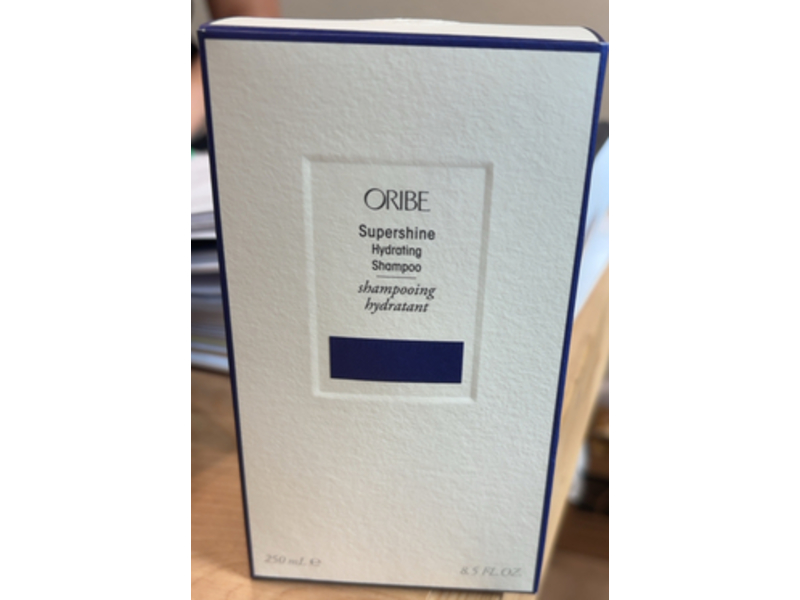 ORIBE
Supershine
Hydrating
Shampoo
shampooing
hydratant
250 mL ℮
8.5 FL.OZ.